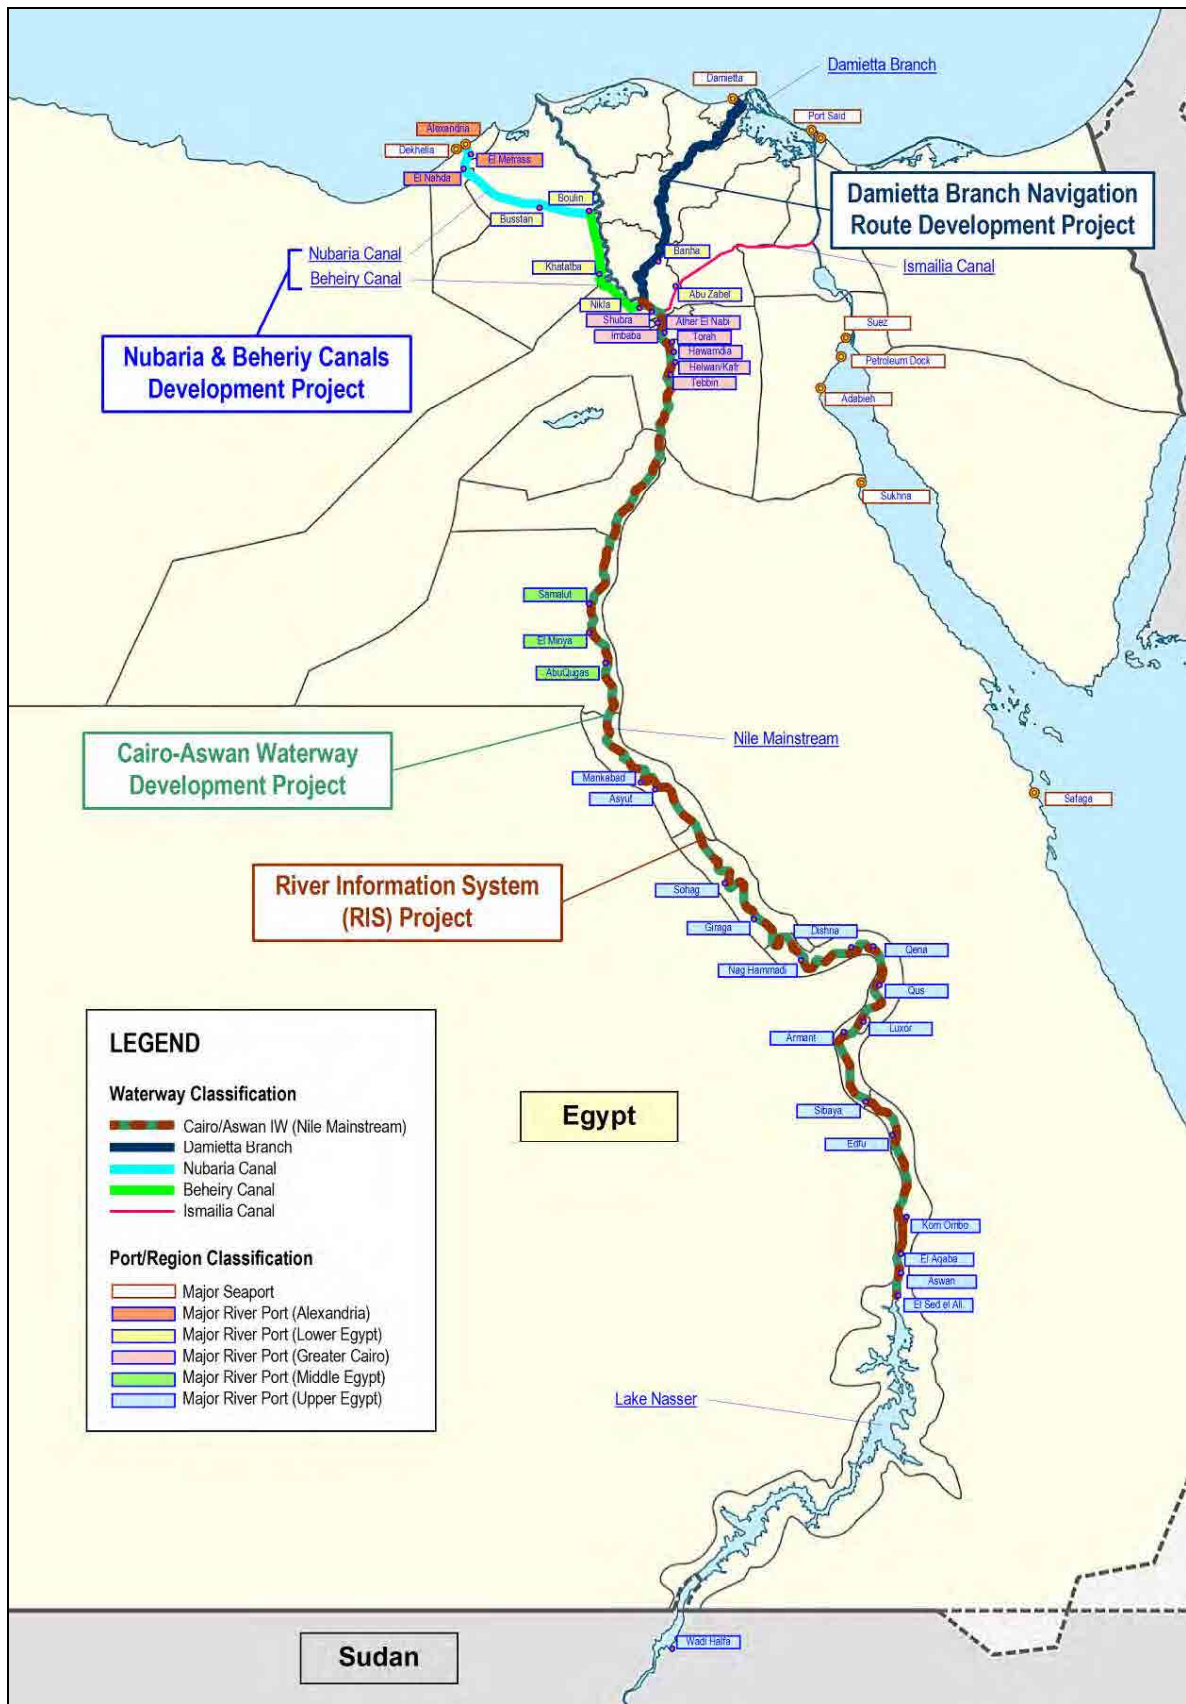 Damietta Branch
Damietta
Port Said
Alexandria
Dekhelia
El Metrass
El Nahda
Damietta Branch Navigation
Route Development Project
Boulin
Busstan
Banha
Nubaria Canal
Beheiry Canal
Ismailia Canal
Khatatba
Abu Zabel
Nikla
Shubra
Imbaba
Ather El Nabi
Torah
Hawamdia
Helwan/Kafr
Tebbin
Suez
Petroleum Dock
Adabieh
Sukhna
Nubaria & Beheriy Canals
Development Project
Samalut
El Minya
AbuQugas
Nile Mainstream
Cairo-Aswan Waterway
Development Project
Mankabad
Asyut
Safaga
River Information System
(RIS) Project
Sohag
Giraga
Dishna
Qena
Nag Hammadi
Qus
Luxor
Armant
Sibaya
Edfu
Egypt
Kom Ombo
El Aqaba
Aswan
El Sed el Ali.
Lake Nasser
LEGEND
Waterway Classification
Cairo/Aswan IW (Nile Mainstream)
Damietta Branch
Nubaria Canal
Beheiry Canal
Ismailia Canal
Port/Region Classification
Major Seaport
Major River Port (Alexandria)
Major River Port (Lower Egypt)
Major River Port (Greater Cairo)
Major River Port (Middle Egypt)
Major River Port (Upper Egypt)
Wadi Halfa
Sudan